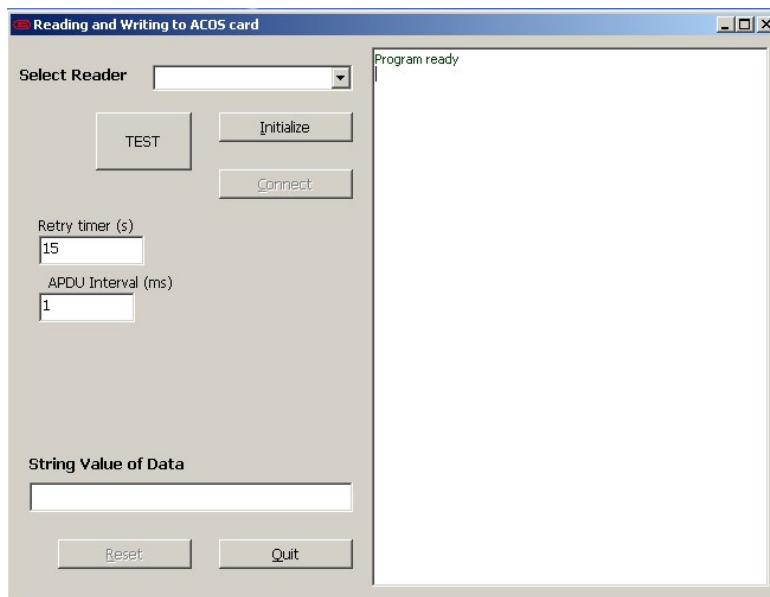 Reading and Writing to ACOS card
Select Reader
TEST
Initialize
Connect
Retry timer (s)
15
APDU Interval (ms)
1
String Value of Data
Reset
Quit
Program ready